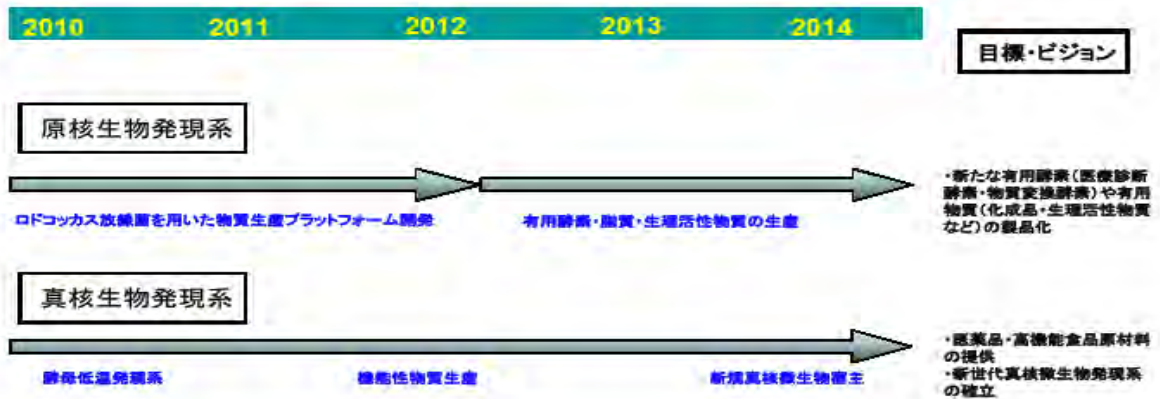 2010 2011 2012 2013 2014
目標・ビジョン
原核生物発現系
ロドコッカス放線菌を用いた物質生産プラットフォーム開発
有用酵素・脂質・生理活性物質の生産
・新たな有用酵素(医療診断
酵素・物質変換酵素)や有用
物質(化成品・生理活性物質
など)の製品化
真核生物発現系
酵母低温発現系
機能性物質生産
新規真核微生物宿主
・医薬品・高機能食品原材料
の提供
・新世代真核微生物発現系
の確立